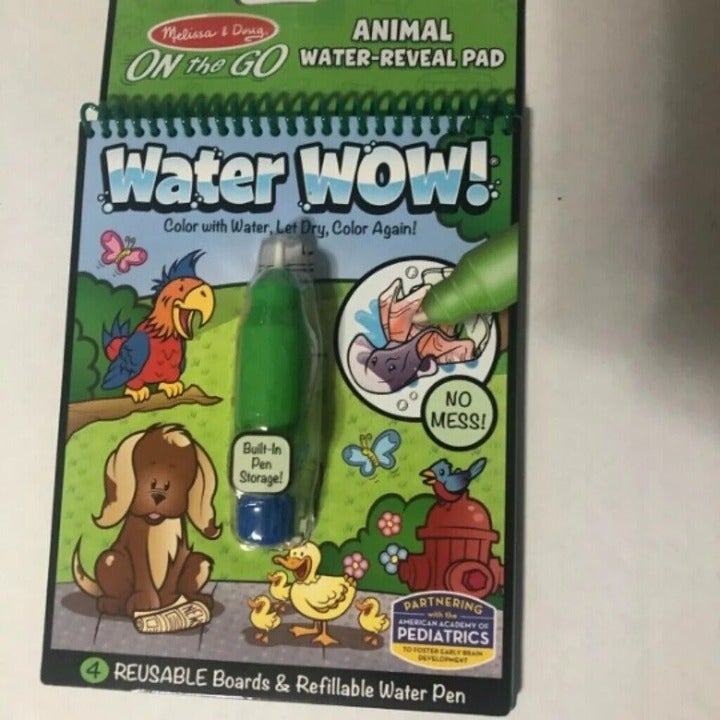 Melissa & Doug
ON the GO
ANIMAL
WATER-REVEAL PAD
Water WOW!
Color with Water, Let Dry, Color Again!
NO
MESS!
Built-In
Pen
Storage!
PARTNERING
with the
AMERICAN ACADEMY OF
PEDIATRICS
TO FOSTER EARLY BRAIN
DEVELOPMENT
4 REUSABLE Boards & Refillable Water Pen